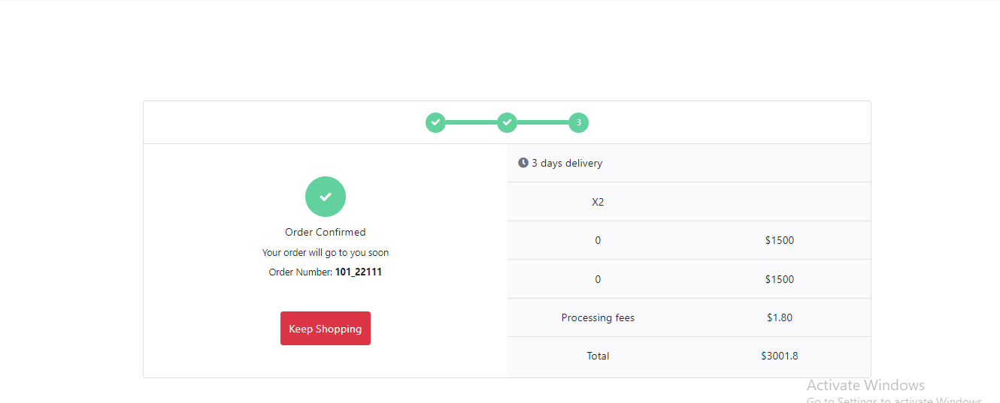 3
3 days delivery
Order Confirmed
Your order will go to you soon
Order Number: 101_22111
Keep Shopping
X2
0 $1500
0 $1500
Processing fees $1.80
Total $3001.8
Activate Windows
Go to Settings to activate Windows.